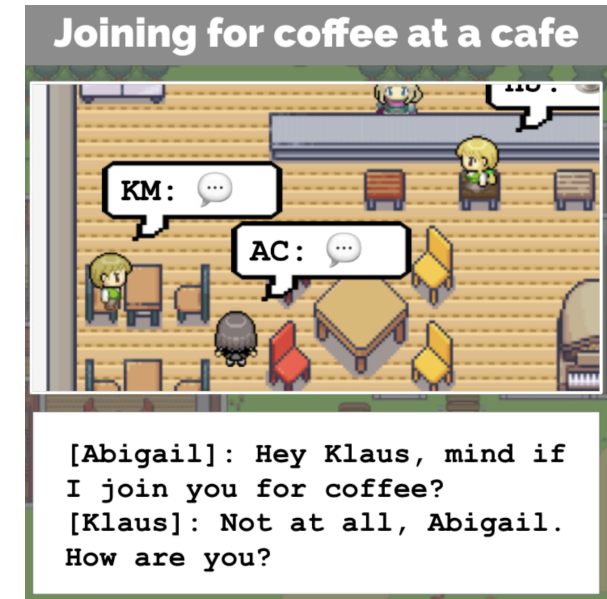 Joining for coffee at a cafe
KM:
AC:
[Abigail]: Hey Klaus, mind if
I join you for coffee?
[Klaus]: Not at all, Abigail.
How are you?